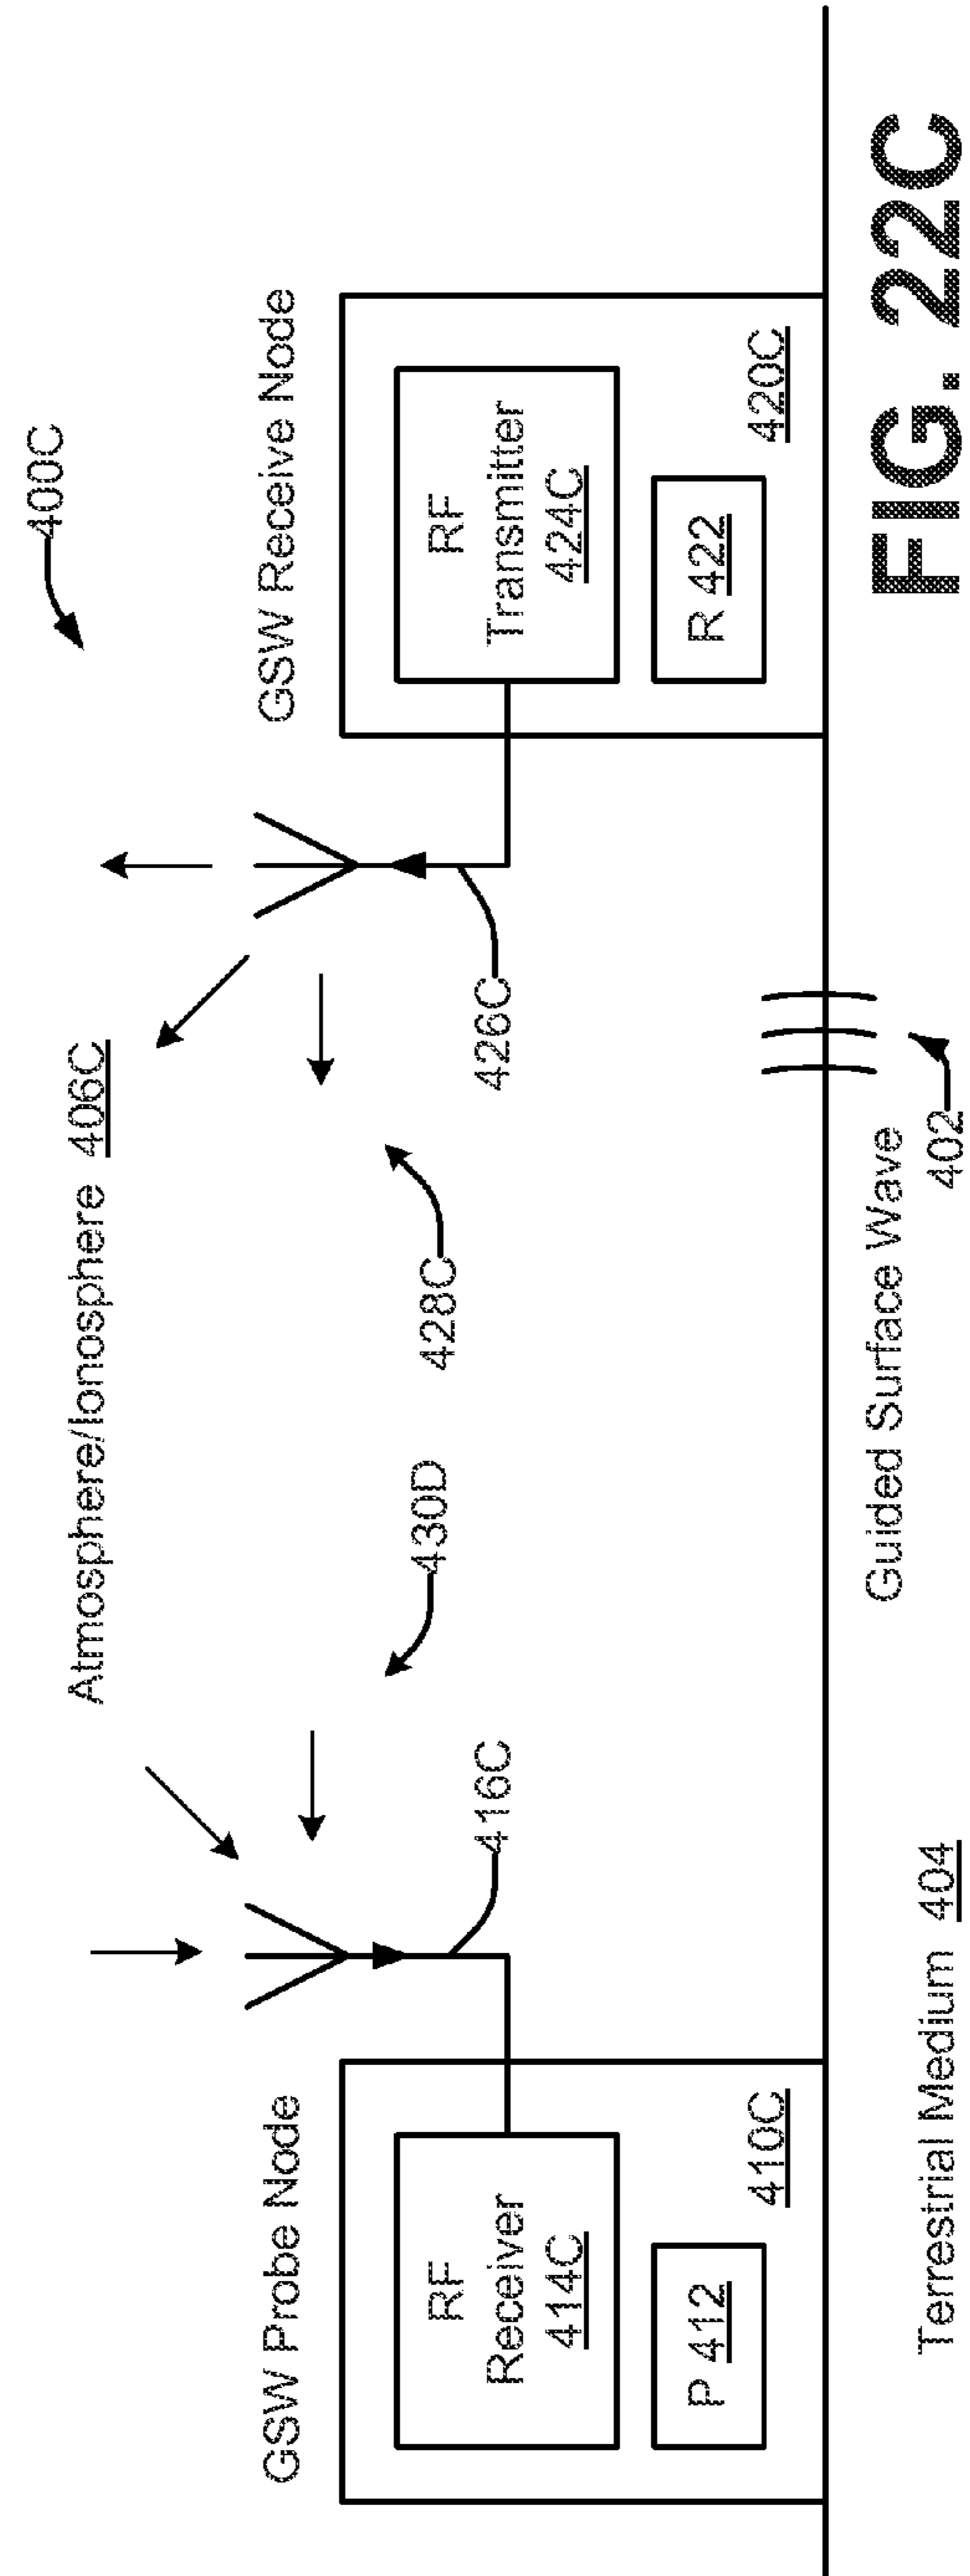 400C
Atmosphere/Ionosphere 406C
GSW Probe Node
GSW Receive Node
RF
Receiver
414C
P 412
410C
416C
430D
428C
426C
RF
Transmitter
424C
R 422
420C
Guided Surface Wave
402
Terrestrial Medium 404
FIG. 22C